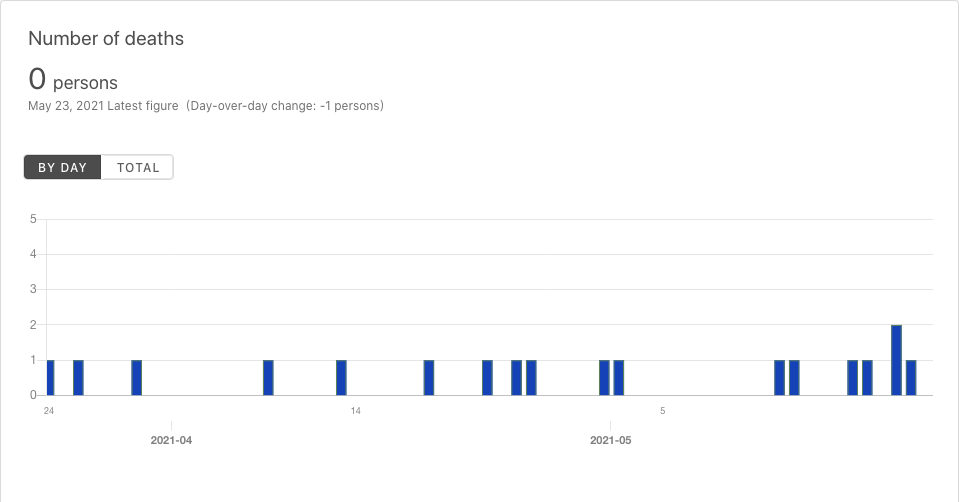 Number of deaths
0 persons
May 23, 2021 Latest figure (Day-over-day change: -1 persons)
BY DAY TOTAL
5
4
3
2
1
0
24 14 5
2021-04 2021-05